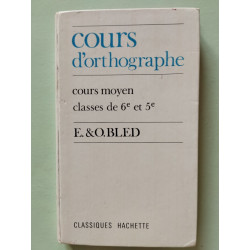 cours
d'orthographe
cours moyen
classes de 6e et 5e
E. & O. BLED
CLASSIQUES HACHETTE